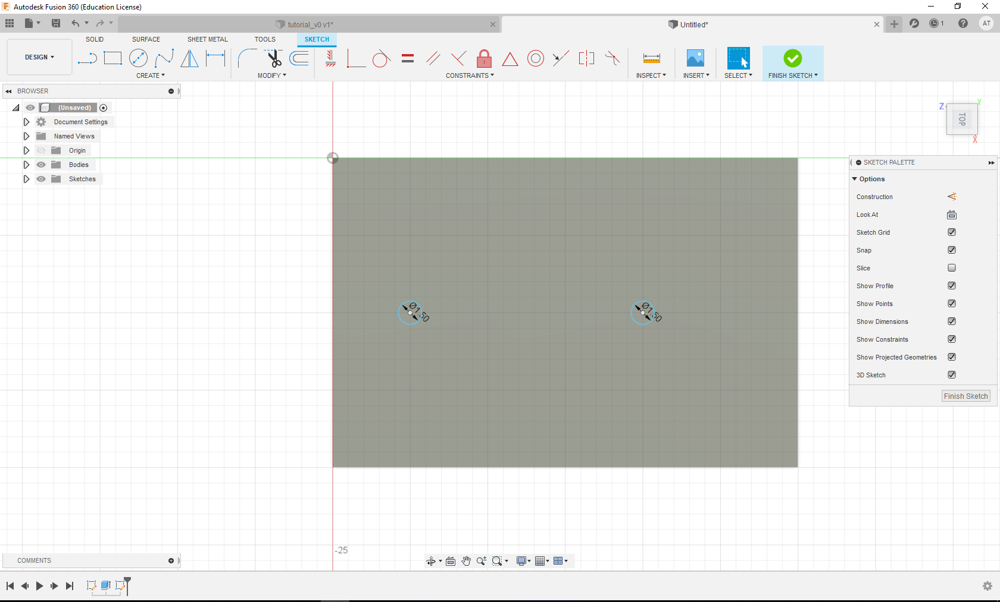 Autodesk Fusion 360 (Education License)
tutorial_v0 v1*
Untitled*
1
AT
DESIGN
SOLID
SURFACE
SHEET METAL
TOOLS
SKETCH
CREATE
MODIFY
CONSTRAINTS
INSPECT
INSERT
SELECT
FINISH SKETCH
BROWSER
(Unsaved)
Document Settings
Named Views
Origin
Bodies
Sketches
Z
Y
TOP
X
Ø1.50
Ø1.50
-25
SKETCH PALETTE
Options
Construction
Look At
Sketch Grid
Snap
Slice
Show Profile
Show Points
Show Dimensions
Show Constraints
Show Projected Geometries
3D Sketch
Finish Sketch
COMMENTS